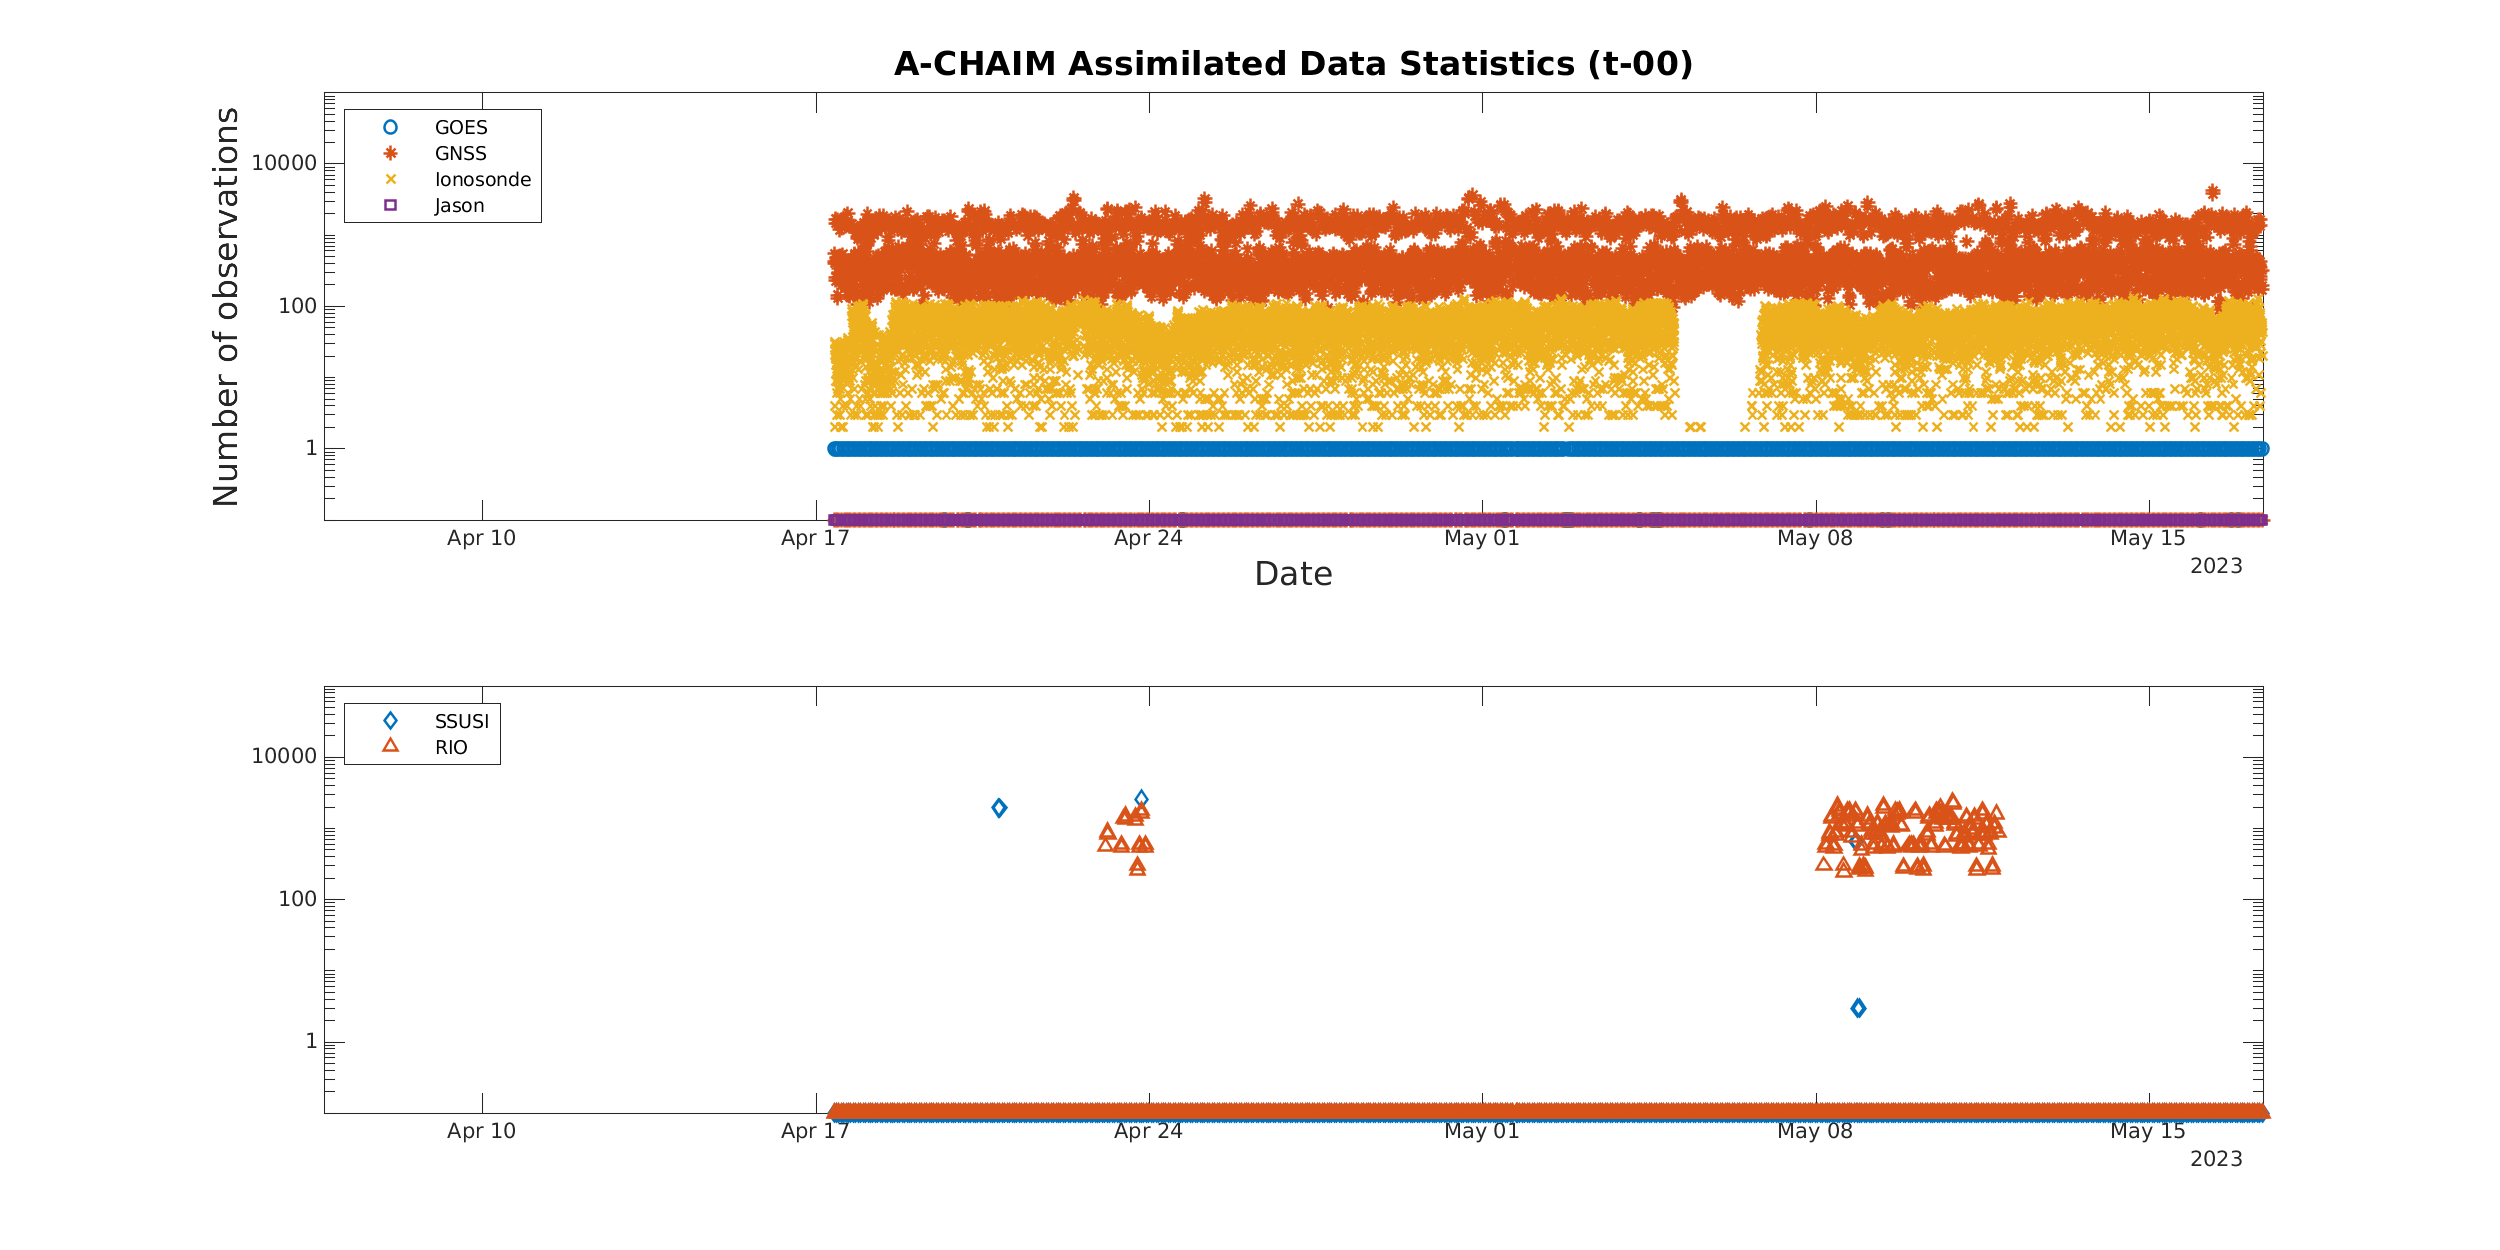 A-CHAIM Assimilated Data Statistics (t-00)
Number of observations
10000
100
1
GOES
GNSS
Ionosonde
Jason
Apr 10 Apr 17 Apr 24 May 01 May 08 May 15
2023
Date
10000
100
1
SSUSI
RIO
Apr 10 Apr 17 Apr 24 May 01 May 08 May 15
2023